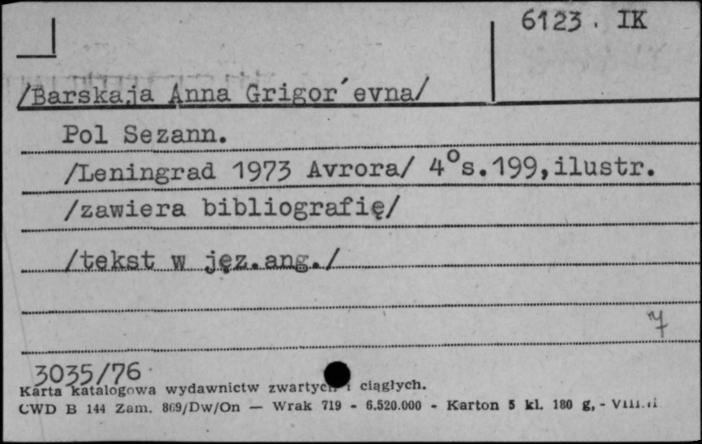 6123. IK
/Barskaja Anna Grigor'evna/
Pol Sezann.
/Leningrad 1973 Avrora/ 4° s.199, ilustr.
/zawiera bibliografię/
/tekst w jęz.ang./
7
3035/76
Karta katalogowa wydawnictw zwartych i ciągłych.
CWD B 144 Zam. 869/Dw/On — Wrak 719 - 6.520.000 - Karton 5 kl. 180 g, -